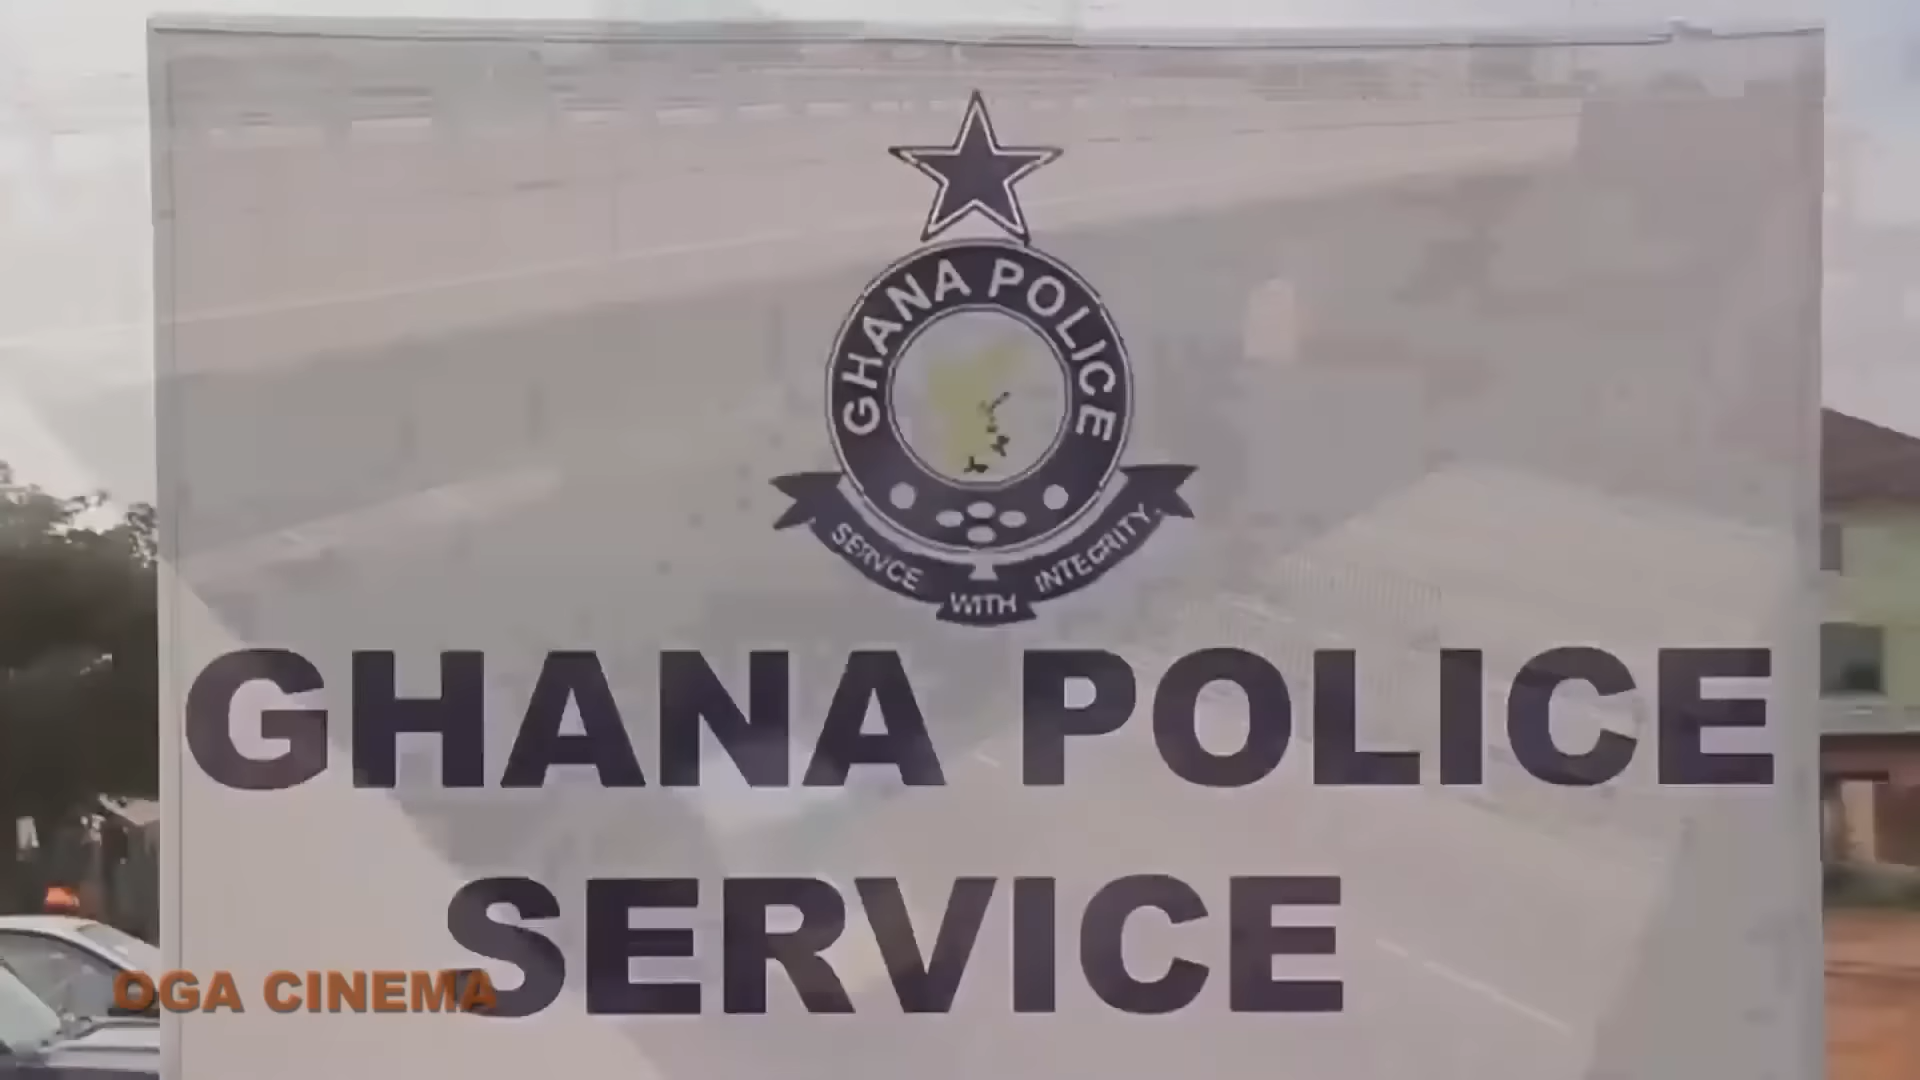 GHANA POLICE
SERVICE WITH INTEGRITY
GHANA POLICE
SERVICE
OGA CINEMA